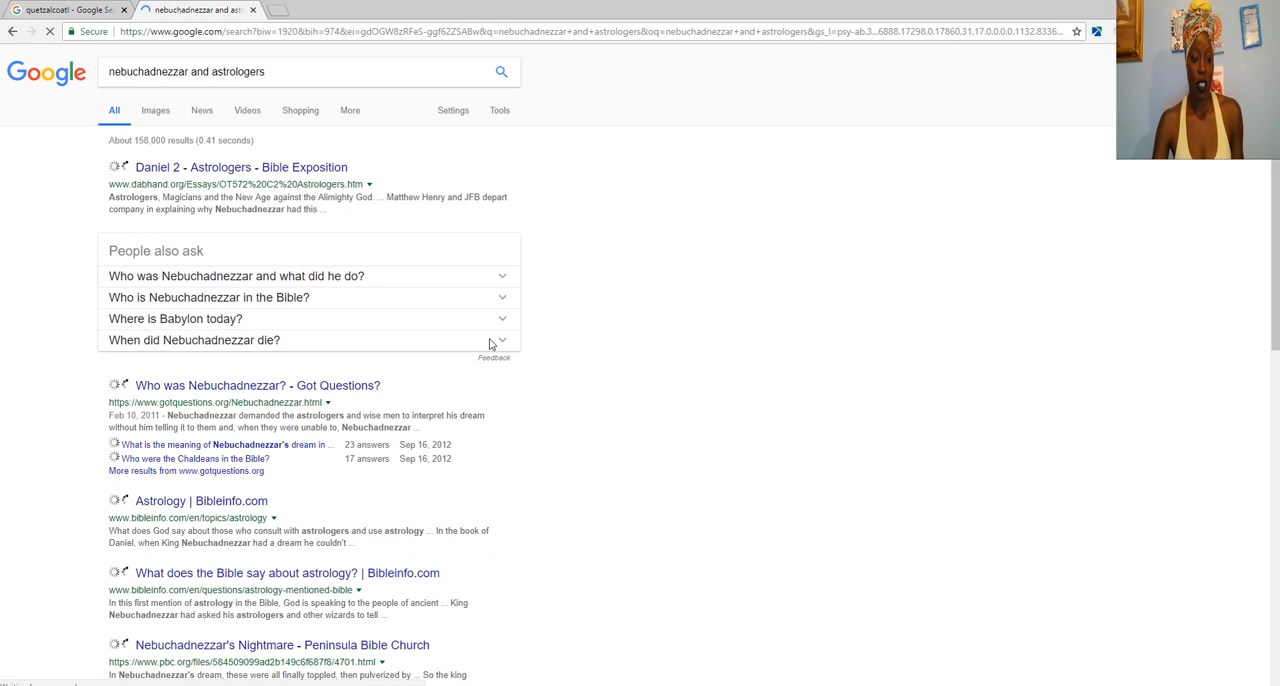 quetzalcoatl - Google Se
nebuchadnezzar and astr
Secure
https://www.google.com/search?biw=1920&bih=974&ei=gdOGW8zRFeS-ggf62ZSABw&q=nebuchadnezzar+and+astrologers&oq=nebuchadnezzar+and+astrologers&gs_l=psy-ab.3...6888.17298.0.17860.31.17.0.0.0.0.1132.8336...
Google
nebuchadnezzar and astrologers
All Images News Videos Shopping More Settings Tools
About 158,000 results (0.41 seconds)
Daniel 2 - Astrologers - Bible Exposition
www.dabhand.org/Essays/OT572%20C2%20Astrologers.htm
Astrologers, Magicians and the New Age against the Almighty God. ... Matthew Henry and JFB depart
company in explaining why Nebuchadnezzar had this ...
People also ask
Who was Nebuchadnezzar and what did he do?
Who is Nebuchadnezzar in the Bible?
Where is Babylon today?
When did Nebuchadnezzar die?
Feedback
Who was Nebuchadnezzar? - Got Questions?
https://www.gotquestions.org/Nebuchadnezzar.html
Feb 10, 2011 - Nebuchadnezzar demanded the astrologers and wise men to interpret his dream
without him telling it to them and, when they were unable to, Nebuchadnezzar ...
What is the meaning of Nebuchadnezzar's dream in ... 23 answers Sep 16, 2012
Who were the Chaldeans in the Bible? 17 answers Sep 16, 2012
More results from www.gotquestions.org
Astrology | Bibleinfo.com
www.bibleinfo.com/en/topics/astrology
What does God say about those who consult with astrologers and use astrology ... In the book of
Daniel, when King Nebuchadnezzar had a dream he couldn't ...
What does the Bible say about astrology? | Bibleinfo.com
www.bibleinfo.com/en/questions/astrology-mentioned-bible
In this first mention of astrology in the Bible, God is speaking to the people of ancient ... King
Nebuchadnezzar had asked his astrologers and other wizards to tell ...
Nebuchadnezzar's Nightmare - Peninsula Bible Church
https://www.pbc.org/files/584509099ad2b149c6f687f8/4701.html
In Nebuchadnezzar's dream, these were all finally toppled, then pulverized by ... So the king